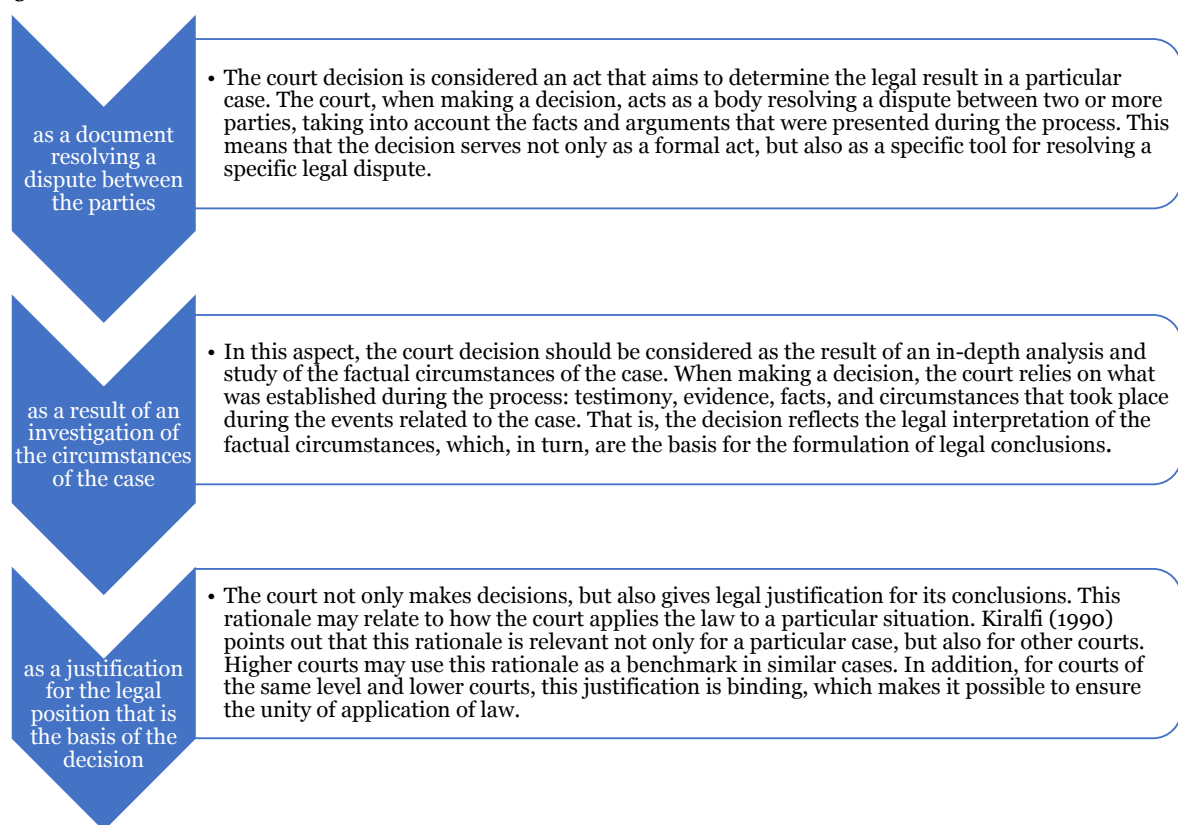 as a document
resolving a
dispute between
the parties
• The court decision is considered an act that aims to determine the legal result in a particular
case. The court, when making a decision, acts as a body resolving a dispute between two or more
parties, taking into account the facts and arguments that were presented during the process. This
means that the decision serves not only as a formal act, but also as a specific tool for resolving a
specific legal dispute.
as a result of an
investigation of
the circumstances
of the case
• In this aspect, the court decision should be considered as the result of an in-depth analysis and
study of the factual circumstances of the case. When making a decision, the court relies on what
was established during the process: testimony, evidence, facts, and circumstances that took place
during the events related to the case. That is, the decision reflects the legal interpretation of the
factual circumstances, which, in turn, are the basis for the formulation of legal conclusions.
as a justification
for the legal
position that is
the basis of the
decision
• The court not only makes decisions, but also gives legal justification for its conclusions. This
rationale may relate to how the court applies the law to a particular situation. Kiralfi (1990)
points out that this rationale is relevant not only for a particular case, but also for other courts.
Higher courts may use this rationale as a benchmark in similar cases. In addition, for courts of
the same level and lower courts, this justification is binding, which makes it possible to ensure
the unity of application of law.